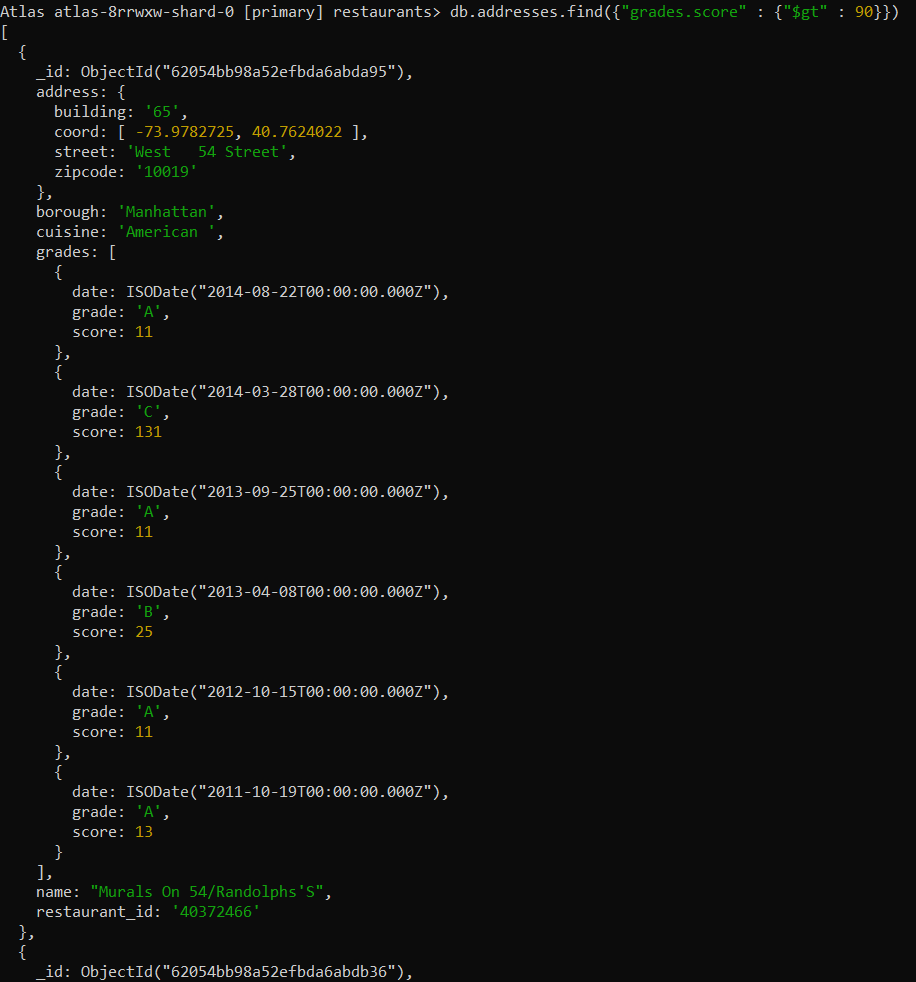 Atlas atlas-8rrwxw-shard-0 [primary] restaurants> db.addresses.find({"grades.score" : {"$gt" : 90}})
[
  {
    _id: ObjectId("62054bb98a52efbda6abda95"),
    address: {
      building: '65',
      coord: [ -73.9782725, 40.7624022 ],
      street: 'West   54 Street',
      zipcode: '10019'
    },
    borough: 'Manhattan',
    cuisine: 'American ',
    grades: [
      {
        date: ISODate("2014-08-22T00:00:00.000Z"),
        grade: 'A',
        score: 11
      },
      {
        date: ISODate("2014-03-28T00:00:00.000Z"),
        grade: 'C',
        score: 131
      },
      {
        date: ISODate("2013-09-25T00:00:00.000Z"),
        grade: 'A',
        score: 11
      },
      {
        date: ISODate("2013-04-08T00:00:00.000Z"),
        grade: 'B',
        score: 25
      },
      {
        date: ISODate("2012-10-15T00:00:00.000Z"),
        grade: 'A',
        score: 11
      },
      {
        date: ISODate("2011-10-19T00:00:00.000Z"),
        grade: 'A',
        score: 13
      }
    ],
    name: "Murals On 54/Randolphs'S",
    restaurant_id: '40372466'
  },
  {
    _id: ObjectId("62054bb98a52efbda6abdb36"),